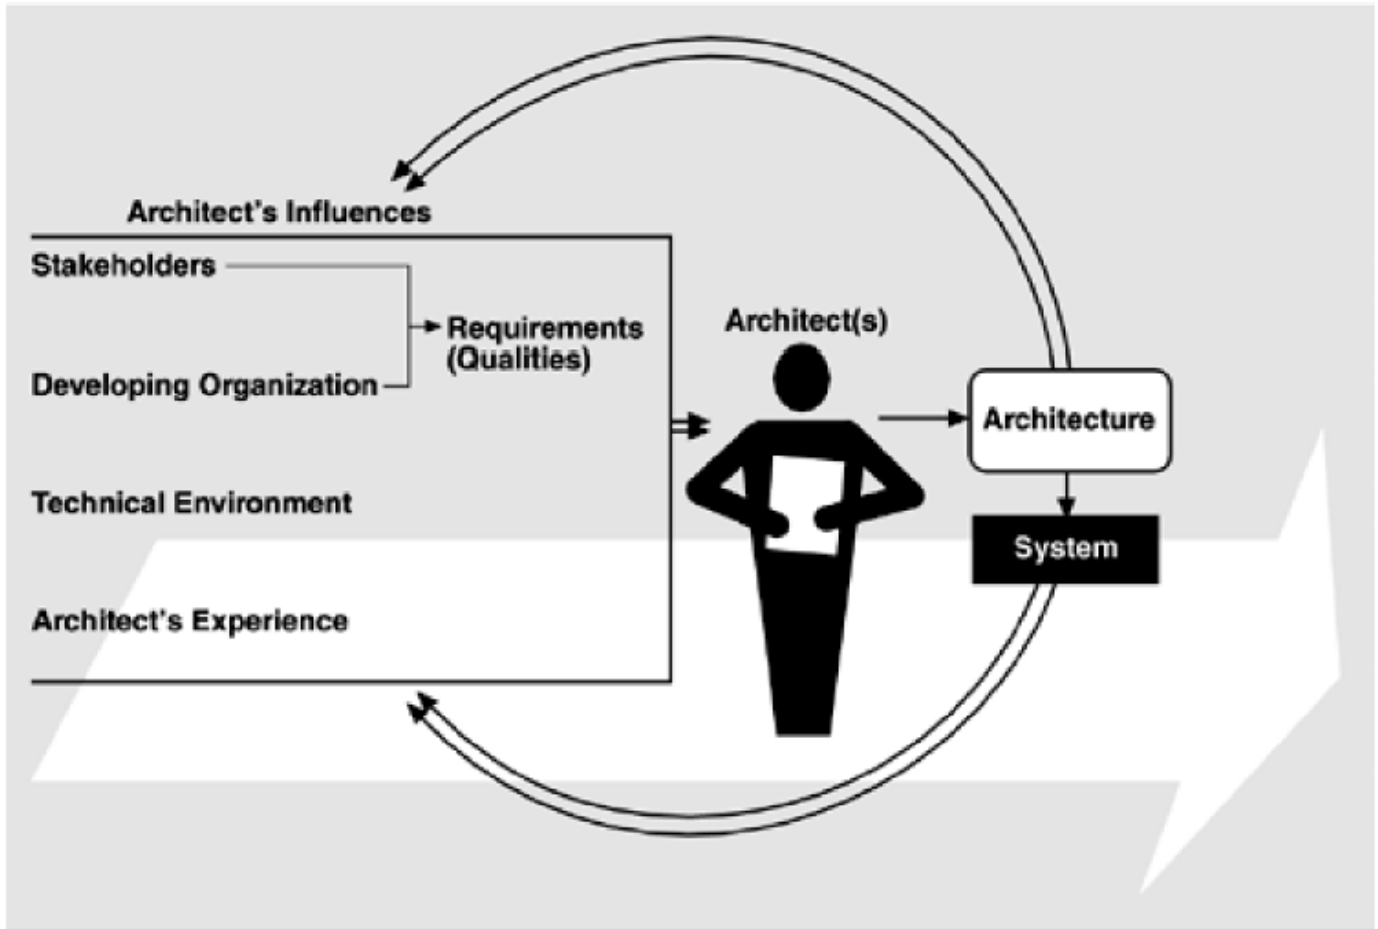 Architect's Influences
Stakeholders
Requirements
(Qualities)
Developing Organization
Technical Environment
Architect's Experience
Architect(s)
Architecture
System